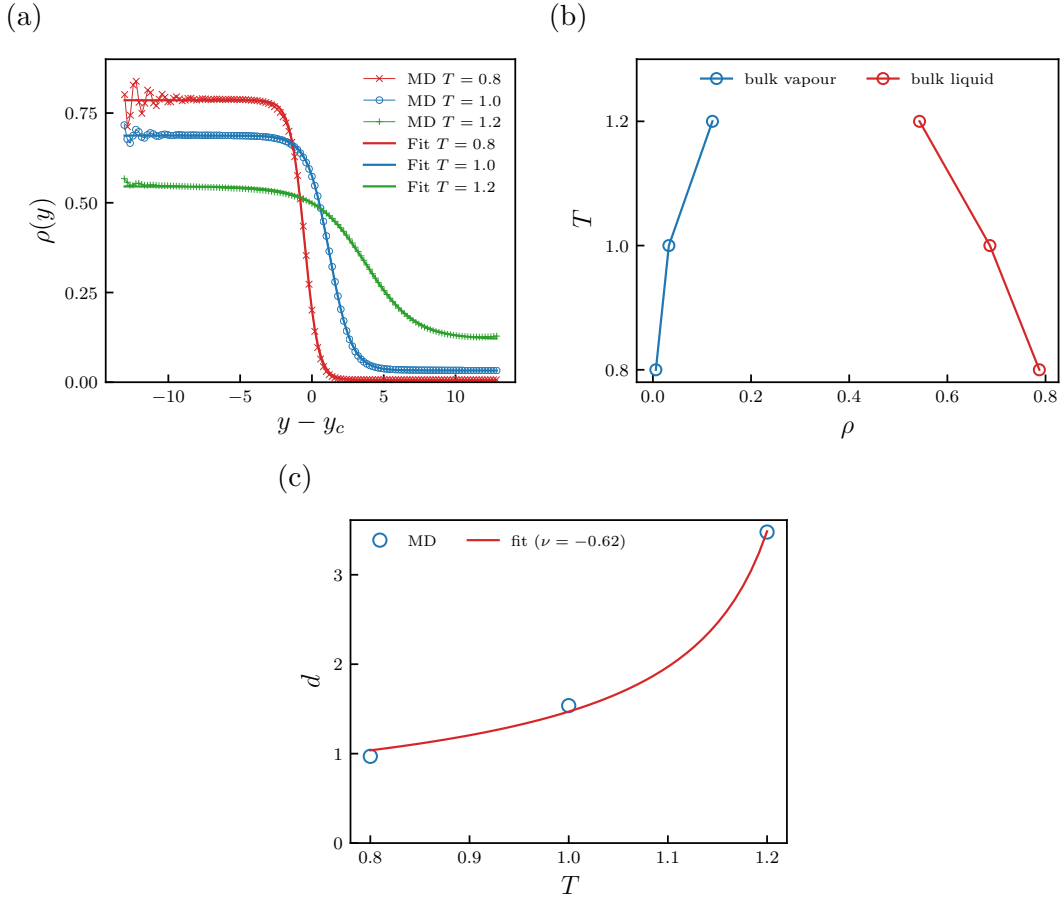 (a)
ρ(y)
0.75
0.50
0.25
0.00
MD T = 0.8
MD T = 1.0
MD T = 1.2
Fit T = 0.8
Fit T = 1.0
Fit T = 1.2
−10 −5 0 5 10
y − y_c
(b)
T
1.2
1.0
0.8
bulk vapour bulk liquid
0.0 0.2 0.4 0.6 0.8
ρ
(c)
d
3
2
1
0
MD fit (ν = −0.62)
0.8 0.9 1.0 1.1 1.2
T